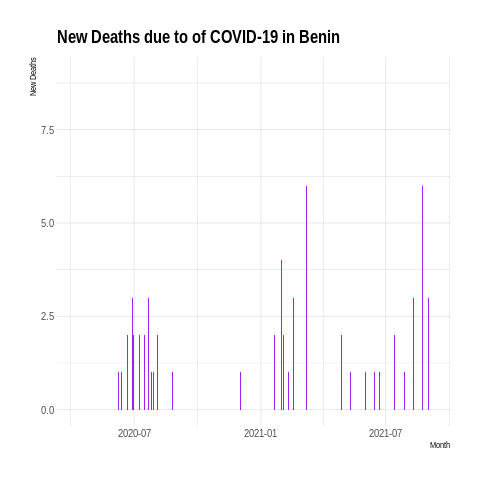 New Deaths due to of COVID-19 in Benin
New Deaths
7.5
5.0
2.5
0.0
2020-07 2021-01 2021-07
Month